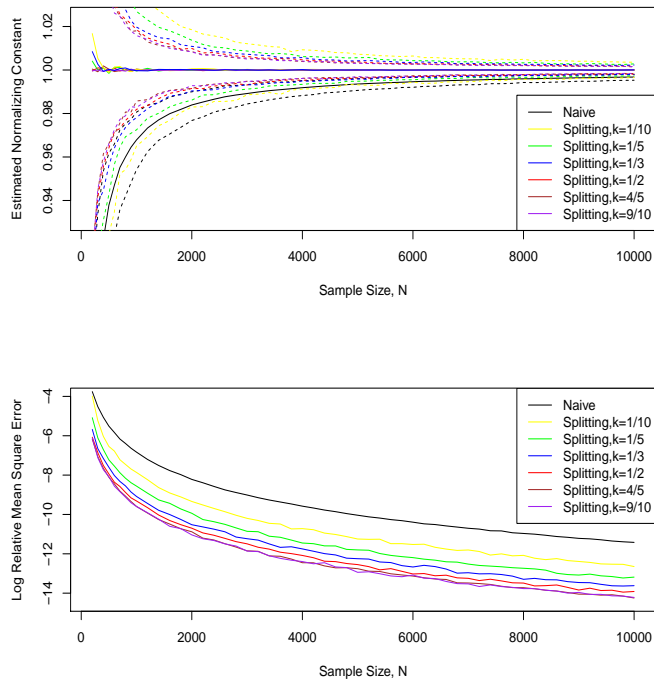 Estimated Normalizing Constant
1.02
1.00
0.98
0.96
0.94
Naive
Splitting,k=1/10
Splitting,k=1/5
Splitting,k=1/3
Splitting,k=1/2
Splitting,k=4/5
Splitting,k=9/10
0 2000 4000 6000 8000 10000
Sample Size, N
Log Relative Mean Square Error
−4
−6
−8
−10
−12
−14
Naive
Splitting,k=1/10
Splitting,k=1/5
Splitting,k=1/3
Splitting,k=1/2
Splitting,k=4/5
Splitting,k=9/10
0 2000 4000 6000 8000 10000
Sample Size, N